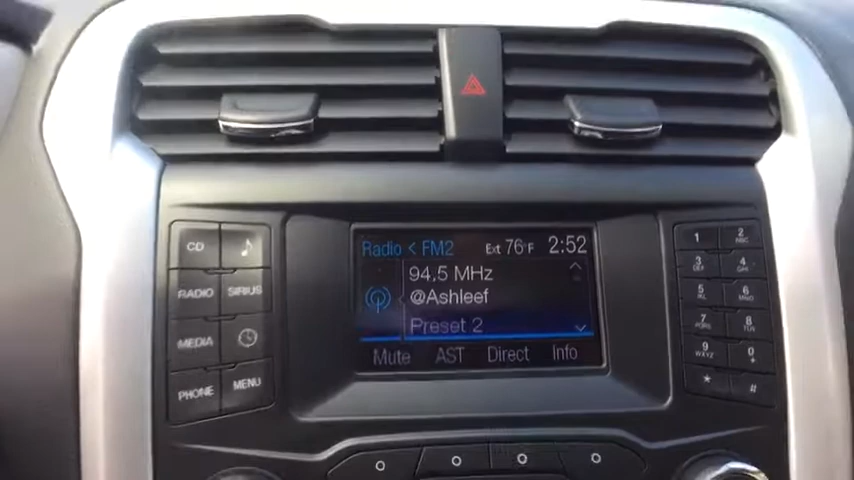 CD
RADIO
SIRIUS
MEDIA
PHONE
MENU
Radio < FM2 Ext 76°F 2:52
94.5 MHz
@Ashleef
Preset 2
Mute AST Direct Info
1 2 ABC
3 DEF 4 GHI
5 JKL 6 MNO
7 PQRS 8 TUV
9 WXYZ 0 +
* #